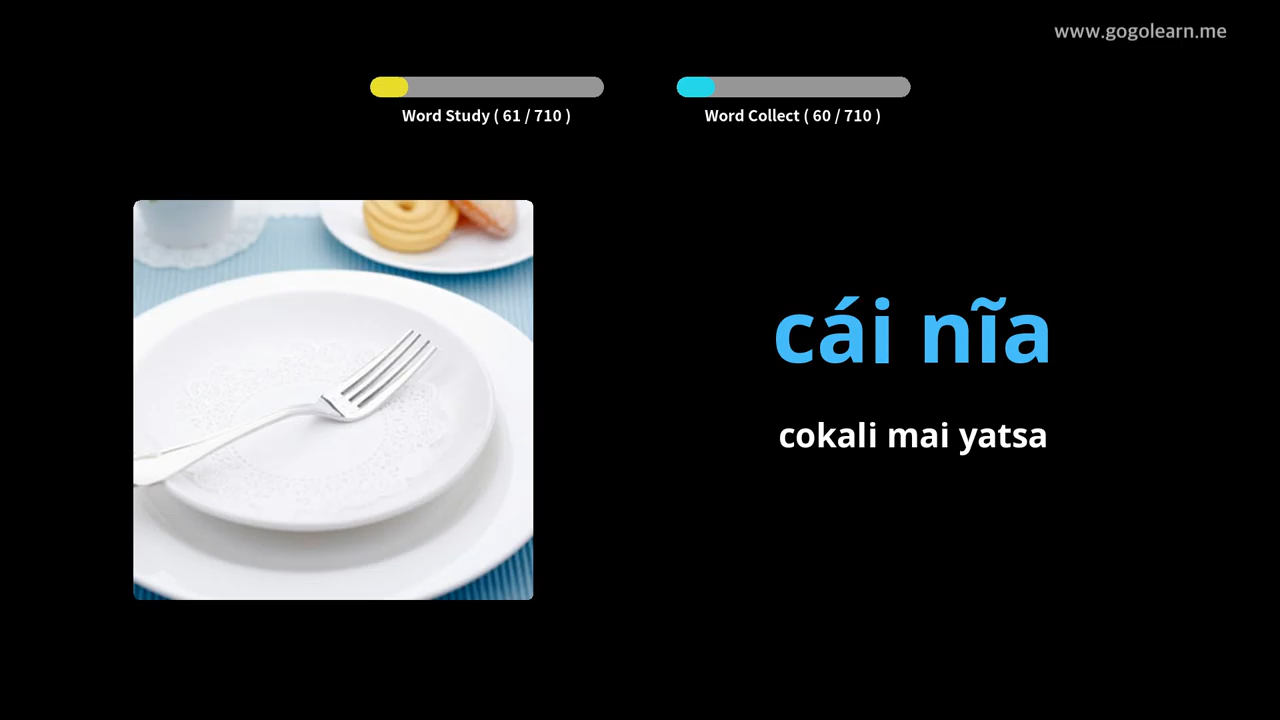 www.gogolearn.me
Word Study ( 61 / 710 )
Word Collect ( 60 / 710 )
cái nĩa
cokali mai yatsa